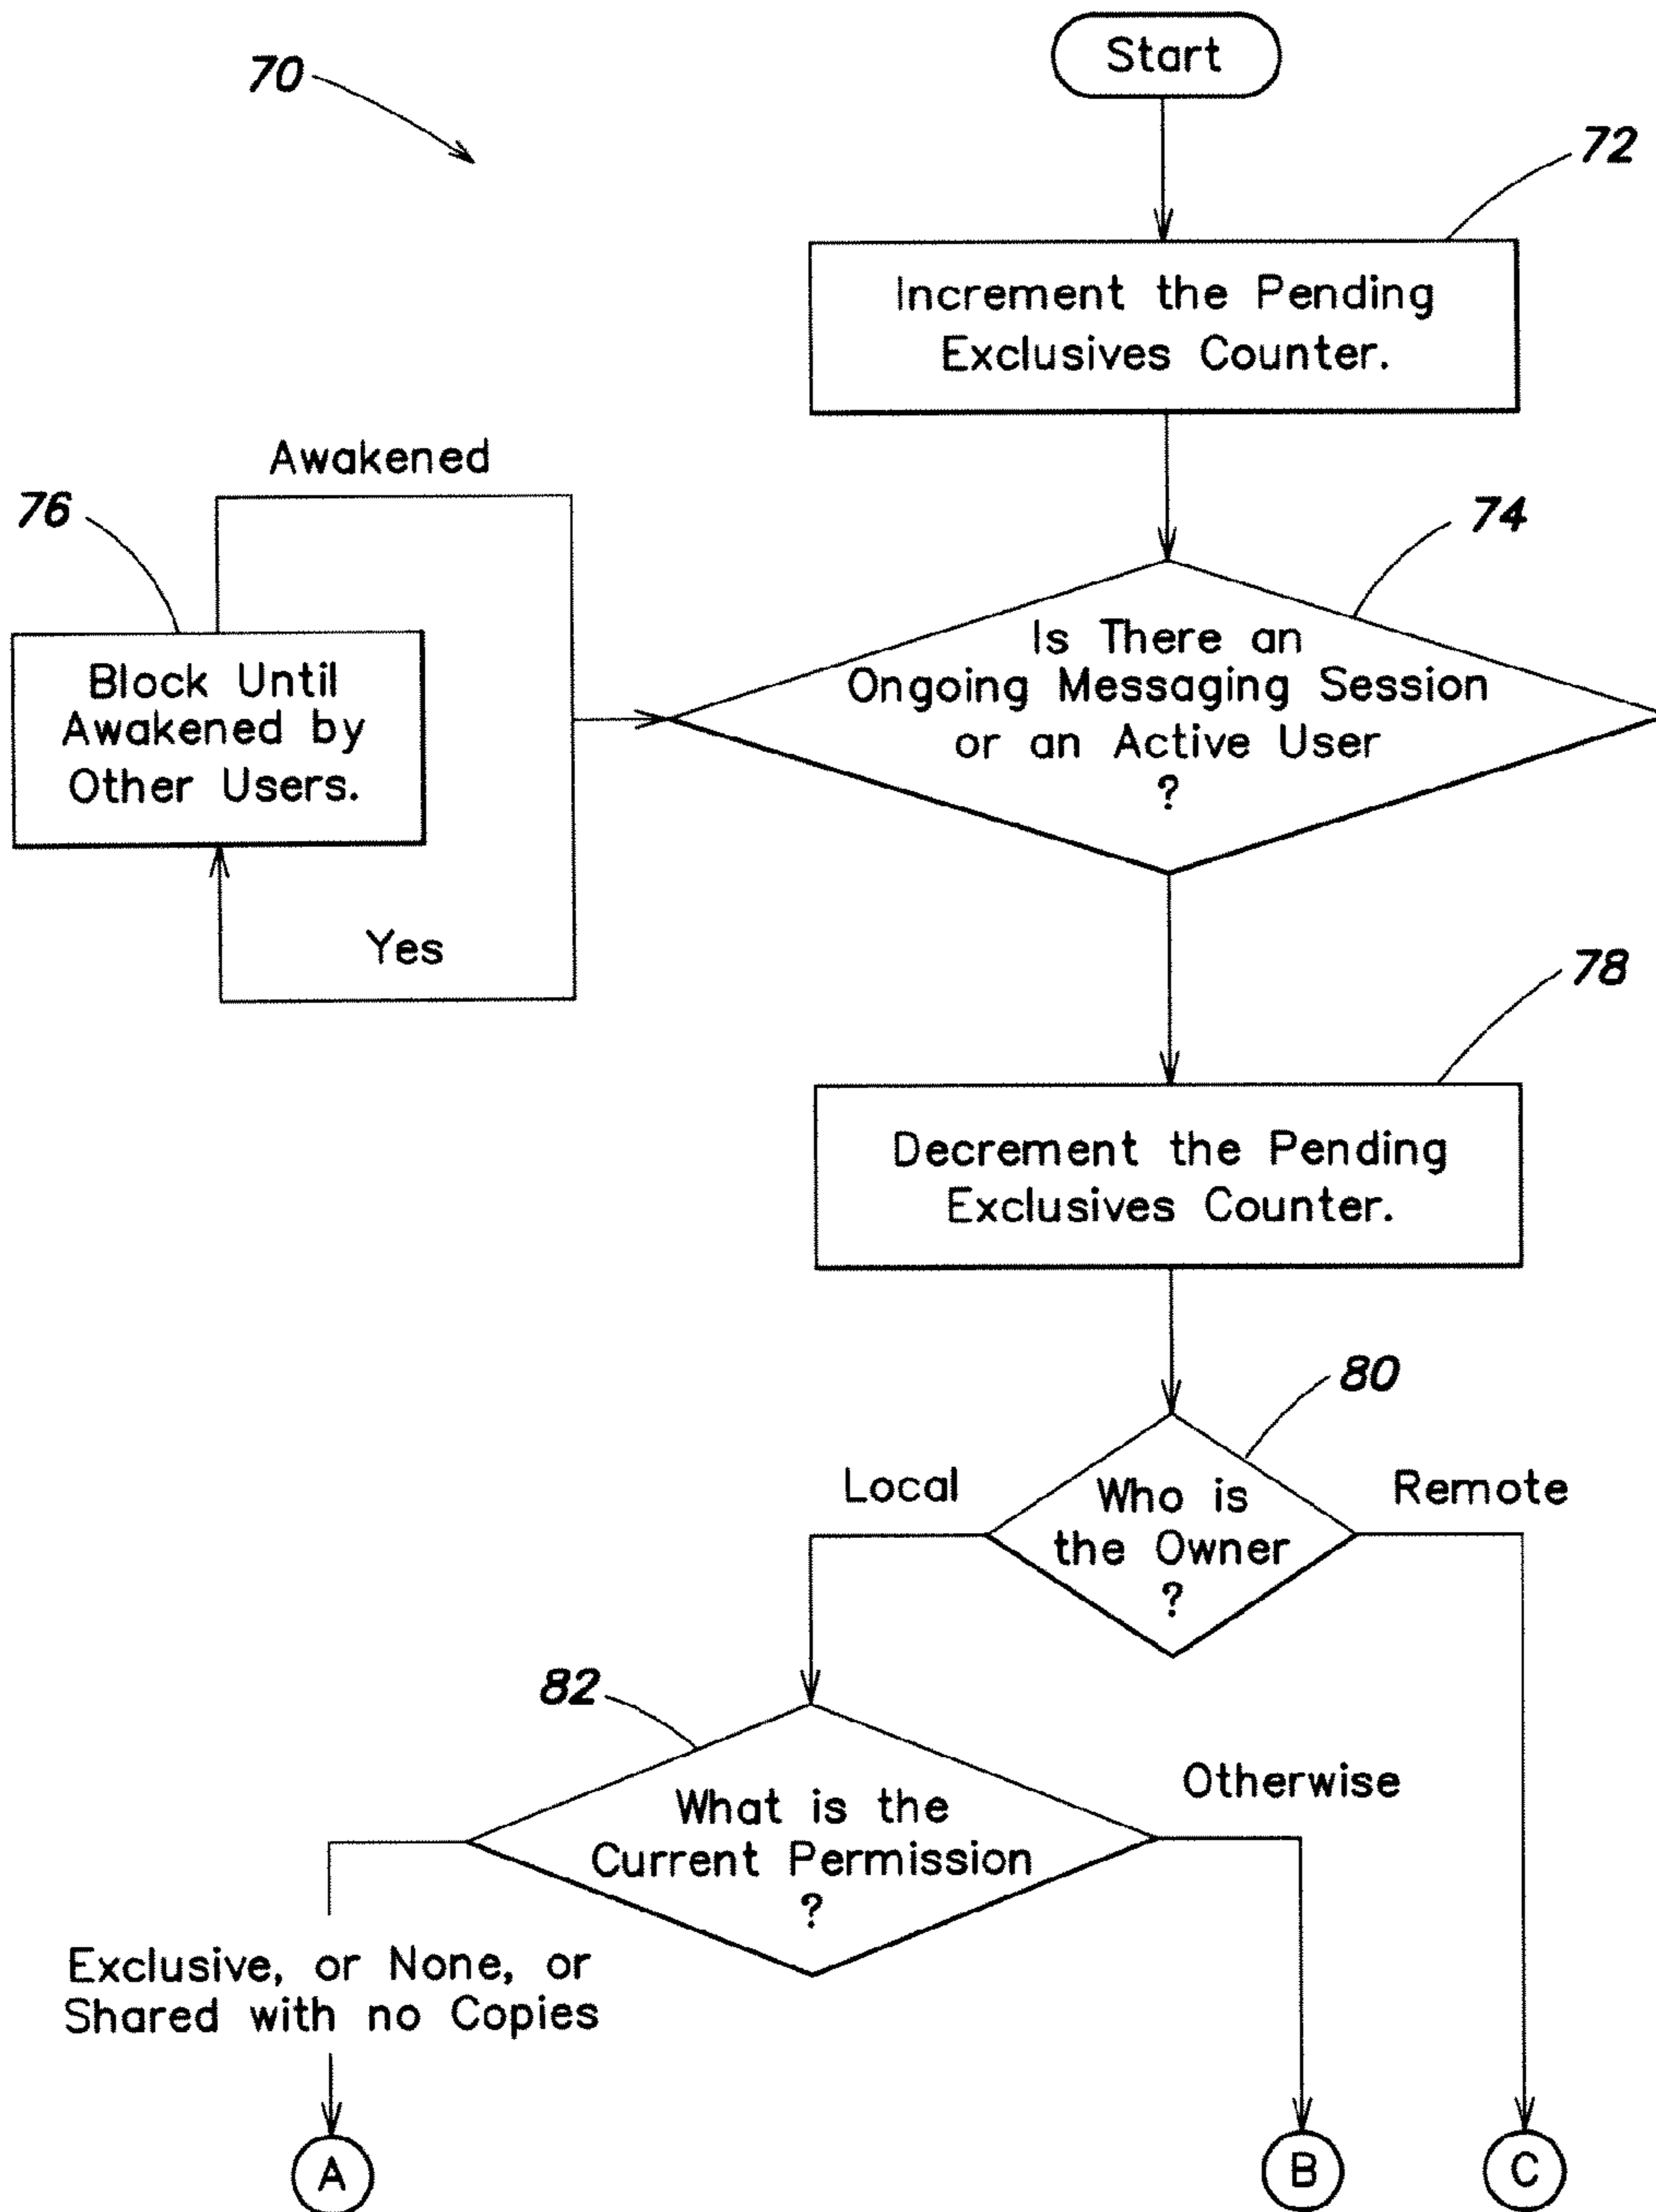 Start
70
72
Increment the Pending
Exclusives Counter.
Awakened
76
74
Block Until
Awakened by
Other Users.
Is There an
Ongoing Messaging Session
or an Active User
?
Yes
78
Decrement the Pending
Exclusives Counter.
80
Local
Who is
the Owner
?
Remote
82
What is the
Current Permission
?
Otherwise
Exclusive, or None, or
Shared with no Copies
A
B
C